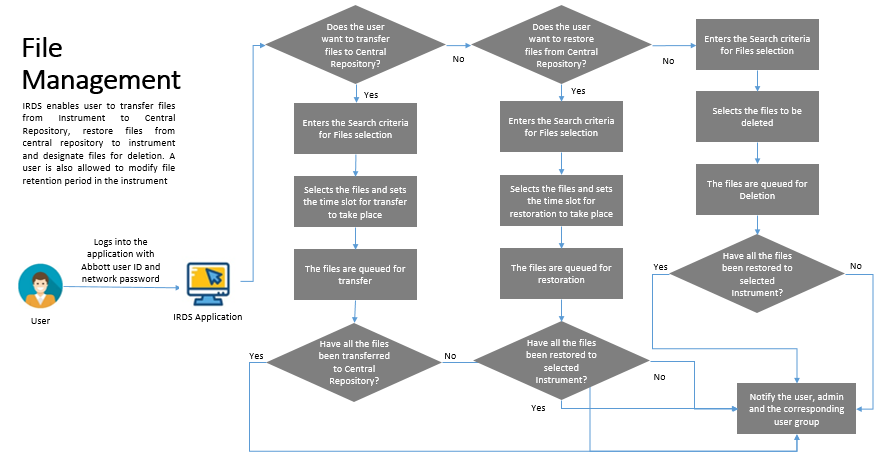 File
Management
IRDS enables user to transfer files
from Instrument to Central
Repository, restore files from
central repository to instrument
and designate files for deletion. A
user is also allowed to modify file
retention period in the instrument
Logs into the
application with
Abbott user ID and
network password
User
IRDS Application
Does the user
want to transfer
files to Central
Repository?
No
Yes
Enters the Search criteria
for Files selection
Selects the files and sets
the time slot for transfer
to take place
The files are queued for
transfer
Have all the files
been transferred
to Central
Repository?
Yes
No
Does the user
want to restore
files from Central
Repository?
No
Yes
Enters the Search criteria
for Files selection
Selects the files and sets
the time slot for
restoration to take place
The files are queued for
restoration
Have all the files
been restored to
selected
Instrument?
No
Yes
Enters the Search criteria
for Files selection
Selects the files to be
deleted
The files are queued for
Deletion
Have all the files
been restored to
selected
Instrument?
Yes
No
Notify the user, admin
and the corresponding
user group